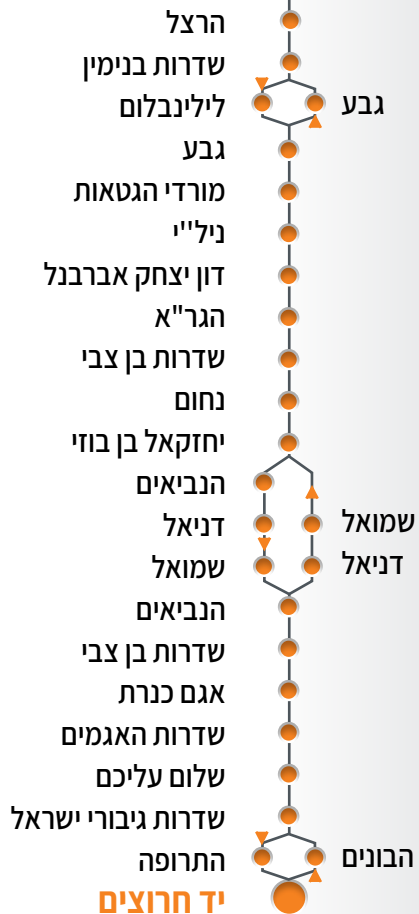 הרצל
שדרות בנימין
לילינבלום
גבע
גבע
מורדי הגטאות
ניל''י
דון יצחק אברבנל
הגר"א
שדרות בן צבי
נחום
יחזקאל בן בוזי
הנביאים
דניאל
שמואל
שמואל
דניאל
הנביאים
שדרות בן צבי
אגם כנרת
שדרות האגמים
שלום עליכם
שדרות גיבורי ישראל
התרופה
הבונים
יד חרוצים